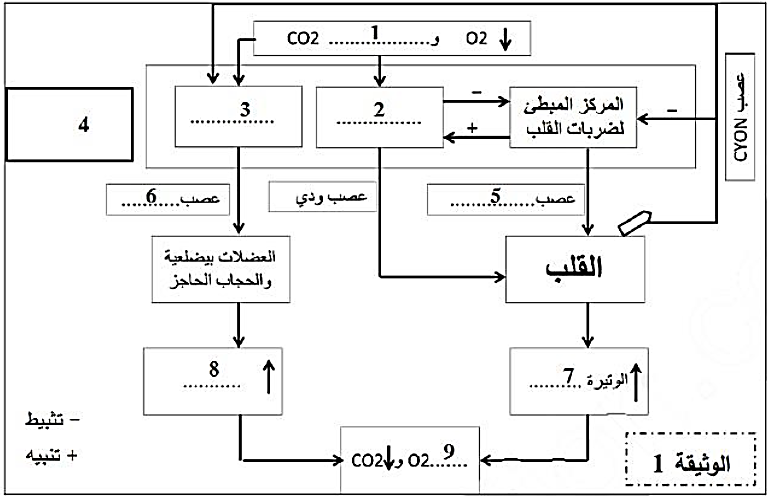 O2 ↓ و ........1........ CO2
عصب CYON
المركز المبطئ
لضربات القلب
2
3
4
–
+
–
عصب....5......
عصب ودي
عصب...6.....
القلب
العضلات بيضلعية
والحجاب الحاجز
↑ الوتيرة ...7.....
↑ ...8.....
9 ......O2 و ↓CO2
– تثبيط
+ تنبيه
الوثيقة 1